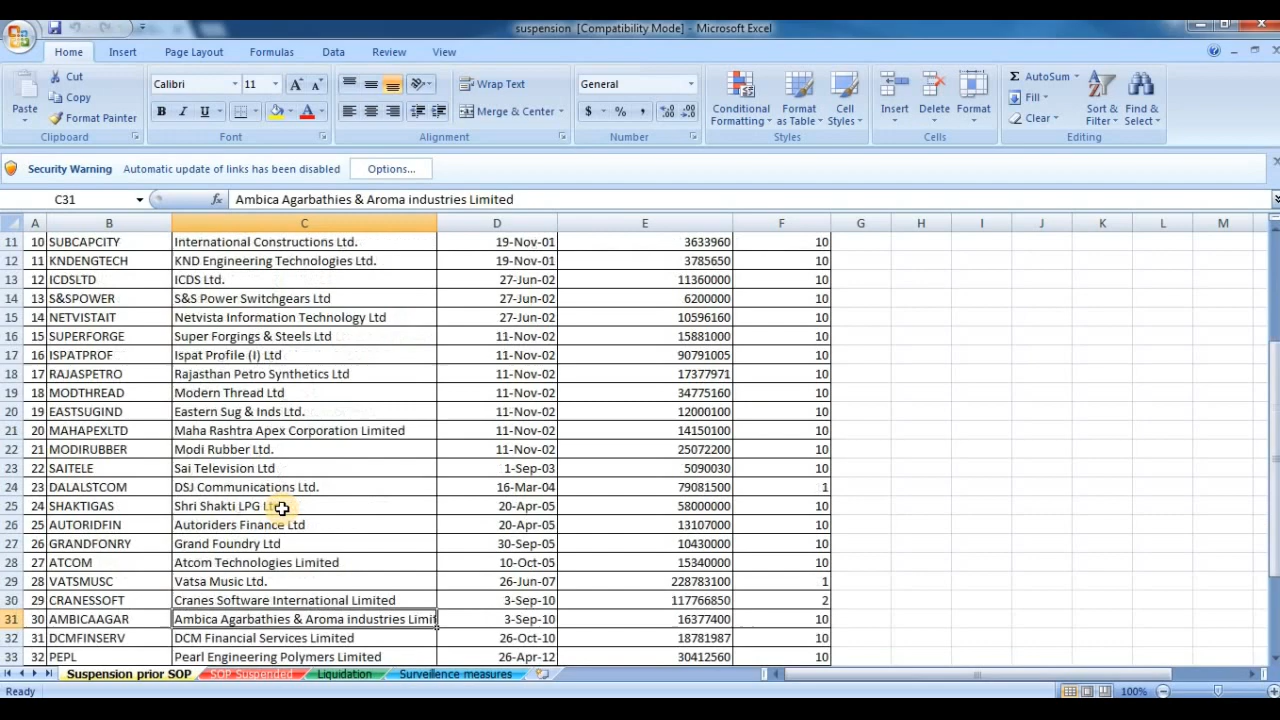 suspension [Compatibility Mode] - Microsoft Excel
Home Insert Page Layout Formulas Data Review View
Paste Cut Copy Format Painter Clipboard
Calibri 11 A A B I U A Font
Wrap Text Merge & Center Alignment
General $ % , Number
Conditional Formatting Format as Table Cell Styles Styles
Insert Delete Format Cells
Σ AutoSum Fill Clear Sort & Filter Find & Select Editing
Security Warning Automatic update of links has been disabled Options...
C31 fx Ambica Agarbathies & Aroma industries Limited
A B C D E F G H I J K L M
11 10 SUBCAPCITY International Constructions Ltd. 19-Nov-01 3633960 10
12 11 KNDENGTECH KND Engineering Technologies Ltd. 19-Nov-01 3785650 10
13 12 ICDSLTD ICDS Ltd. 27-Jun-02 11360000 10
14 13 S&SPOWER S&S Power Switchgears Ltd 27-Jun-02 6200000 10
15 14 NETVISTAIT Netvista Information Technology Ltd 27-Jun-02 10596160 10
16 15 SUPERFORGE Super Forgings & Steels Ltd 11-Nov-02 15881000 10
17 16 ISPATPROF Ispat Profile (I) Ltd 11-Nov-02 90791005 10
18 17 RAJASPETRO Rajasthan Petro Synthetics Ltd 11-Nov-02 17377971 10
19 18 MODTHREAD Modern Thread Ltd 11-Nov-02 34775160 10
20 19 EASTSUGIND Eastern Sug & Inds Ltd. 11-Nov-02 12000100 10
21 20 MAHAPEXLTD Maha Rashtra Apex Corporation Limited 11-Nov-02 14150100 10
22 21 MODIRUBBER Modi Rubber Ltd. 11-Nov-02 25072200 10
23 22 SAITELE Sai Television Ltd 1-Sep-03 5090030 10
24 23 DALALSTCOM DSJ Communications Ltd. 16-Mar-04 79081500 1
25 24 SHAKTIGAS Shri Shakti LPG 20-Apr-05 58000000 10
26 25 AUTORIDFIN Autoriders Finance Ltd 20-Apr-05 13107000 10
27 26 GRANDFONRY Grand Foundry Ltd 30-Sep-05 10430000 10
28 27 ATCOM Atcom Technologies Limited 10-Oct-05 15340000 10
29 28 VATSMUSC Vatsa Music Ltd. 26-Jun-07 228783100 1
30 29 CRANESSOFT Cranes Software International Limited 3-Sep-10 117766850 2
31 30 AMBICAAGAR Ambica Agarbathies & Aroma industries Limit 3-Sep-10 16377400 10
32 31 DCMFINSERV DCM Financial Services Limited 26-Oct-10 18781987 10
33 32 PEPL Pearl Engineering Polymers Limited 26-Apr-12 30412560 10
Suspension prior SOP SOP Suspended Liquidation Surveillence measures
Ready 100%